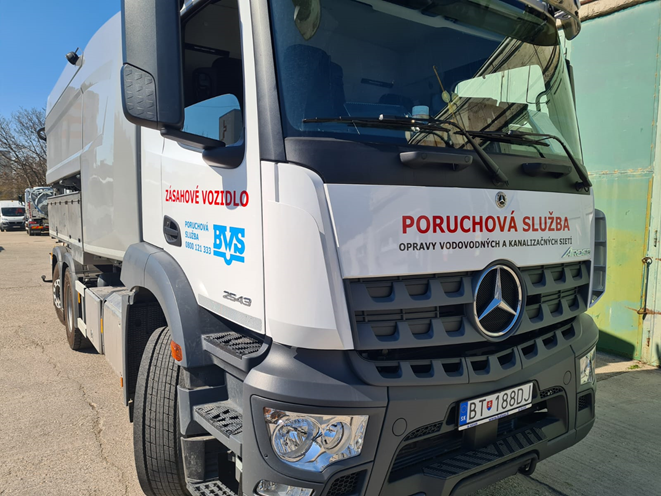 ZÁSAHOVÉ VOZIDLO
PORUCHOVÁ
SLUŽBA
0800 121 333
BVS
2543
PORUCHOVÁ SLUŽBA
OPRAVY VODOVODNÝCH A KANALIZAČNÝCH SIETÍ
BT 188DJ